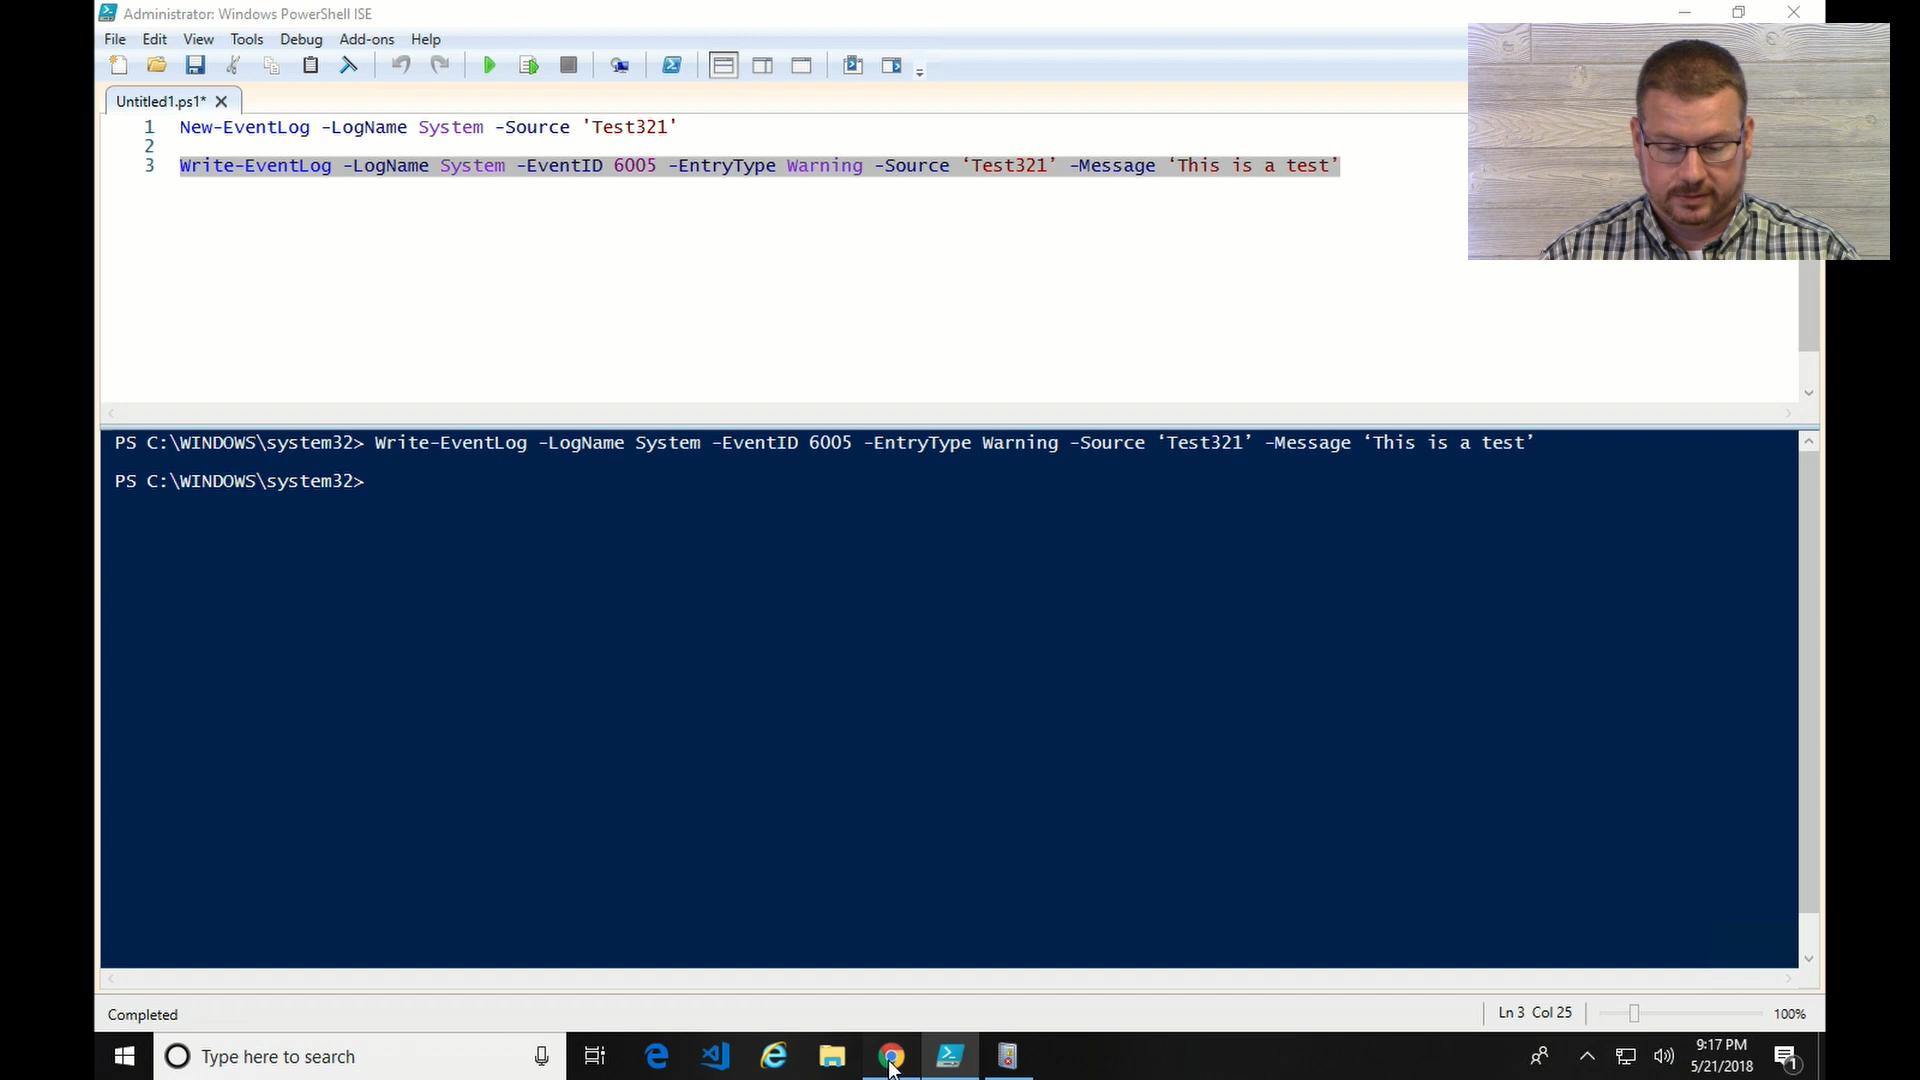 Administrator: Windows PowerShell ISE
File Edit View Tools Debug Add-ons Help
Untitled1.ps1*
1 New-EventLog -LogName System -Source 'Test321'
2
3 Write-EventLog -LogName System -EventID 6005 -EntryType Warning -Source ‘Test321’ -Message ‘This is a test’
PS C:\WINDOWS\system32> Write-EventLog -LogName System -EventID 6005 -EntryType Warning -Source ‘Test321’ -Message ‘This is a test’
PS C:\WINDOWS\system32>
Completed
Ln 3 Col 25
100%
Type here to search
9:17 PM
5/21/2018
1